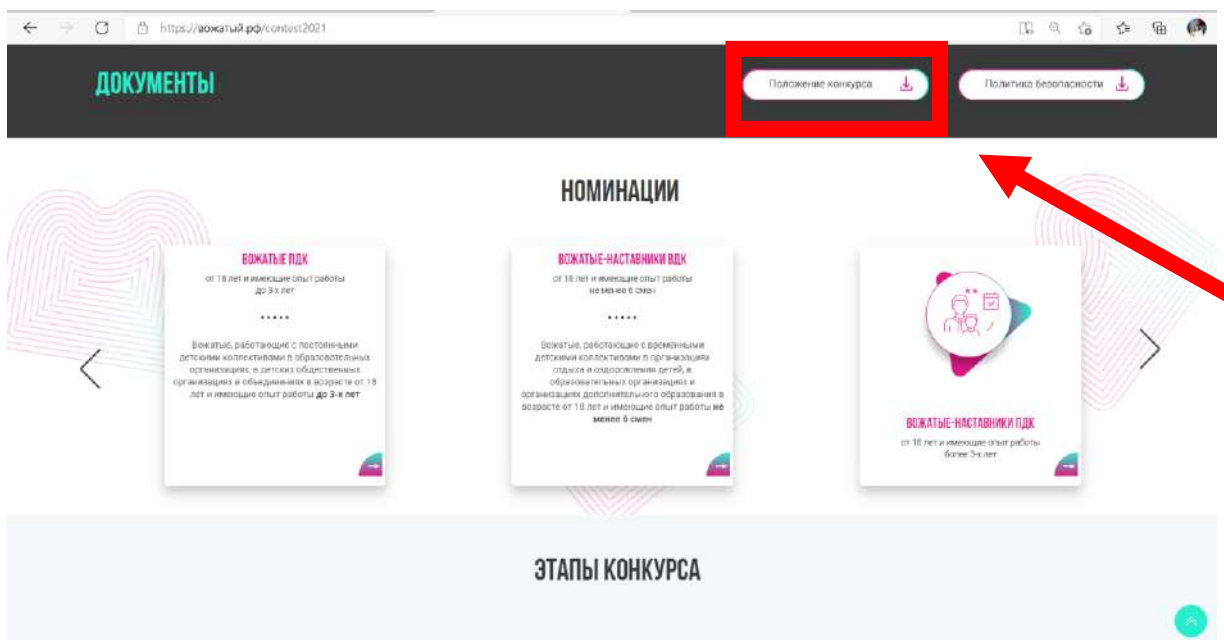 https://вожатый.рф/contest2021
ДОКУМЕНТЫ
Положение конкурса
Политика безопасности
НОМИНАЦИИ
ВОЖАТЫЕ ПДК
от 18 лет и имеющие опыт работы
до 3-х лет
•••••
Вожатые, работающие с постоянными
детскими коллективами в образовательных
организациях, в детских общественных
организациях и объединениях в возрасте от 18
лет и имеющие опыт работы до 3-х лет
ВОЖАТЫЕ-НАСТАВНИКИ ВДК
от 18 лет и имеющие опыт работы
не менее 6 смен
•••••
Вожатые, работающие с временными
детскими коллективами в организациях
отдыха и оздоровления детей, в
образовательных организациях и
организациях дополнительного образования в
возрасте от 18 лет и имеющие опыт работы не
менее 6 смен
ВОЖАТЫЕ-НАСТАВНИКИ ПДК
от 18 лет и имеющие опыт работы
более 3-х лет
ЭТАПЫ КОНКУРСА